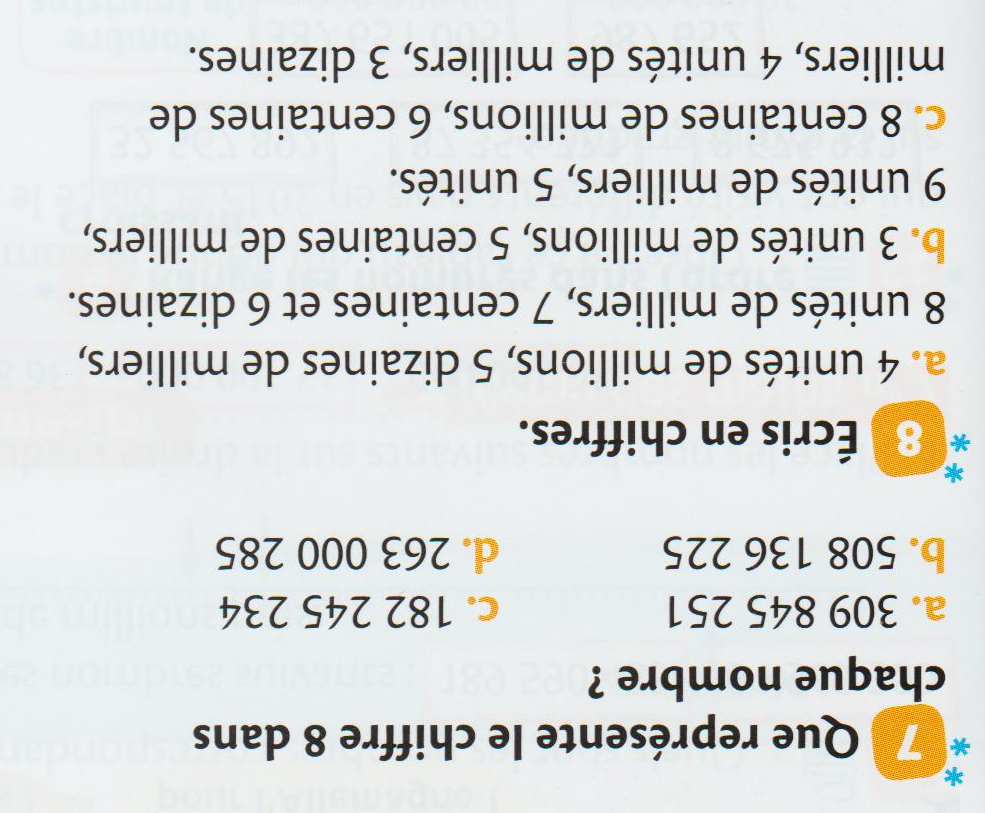 7 Que représente le chiffre 8 dans
chaque nombre ?
a. 309 845 251 c. 182 245 234
b. 508 136 225 d. 263 000 285
8 Écris en chiffres.
a. 4 unités de millions, 5 dizaines de milliers,
8 unités de milliers, 7 centaines et 6 dizaines.
b. 3 unités de millions, 5 centaines de milliers,
9 unités de milliers, 5 unités.
c. 8 centaines de millions, 6 centaines de
milliers, 4 unités de milliers, 3 dizaines.